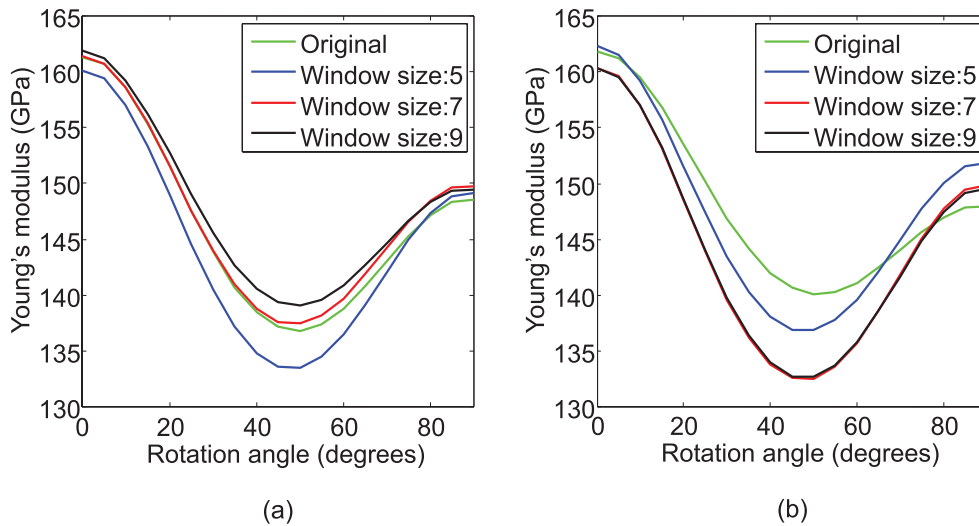 165
160
155
150
145
140
135
130
Young's modulus (GPa)
0
20
40
60
80
Rotation angle (degrees)
Original
Window size:5
Window size:7
Window size:9
(a)
165
160
155
150
145
140
135
130
Young's modulus (GPa)
0
20
40
60
80
Rotation angle (degrees)
Original
Window size:5
Window size:7
Window size:9
(b)